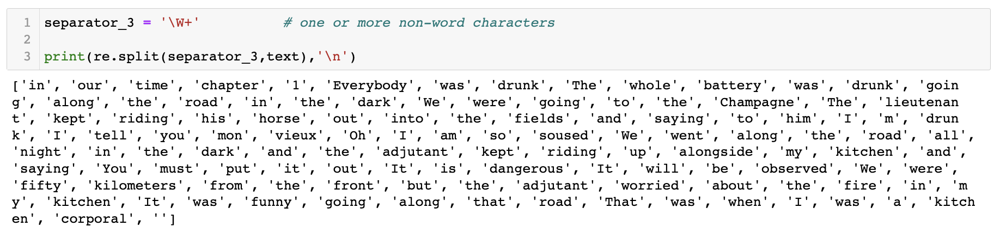 1 separator_3 = '\W+' # one or more non-word characters
2
3 print(re.split(separator_3,text),'\n')
['in', 'our', 'time', 'chapter', '1', 'Everybody', 'was', 'drunk', 'The', 'whole', 'battery', 'was', 'drunk', 'goin
g', 'along', 'the', 'road', 'in', 'the', 'dark', 'We', 'were', 'going', 'to', 'the', 'Champagne', 'The', 'lieutenan
t', 'kept', 'riding', 'his', 'horse', 'out', 'into', 'the', 'fields', 'and', 'saying', 'to', 'him', 'I', 'm', 'drun
k', 'I', 'tell', 'you', 'mon', 'vieux', 'Oh', 'I', 'am', 'so', 'soused', 'We', 'went', 'along', 'the', 'road', 'all',
'night', 'in', 'the', 'dark', 'and', 'the', 'adjutant', 'kept', 'riding', 'up', 'alongside', 'my', 'kitchen', 'and',
'saying', 'You', 'must', 'put', 'it', 'out', 'It', 'is', 'dangerous', 'It', 'will', 'be', 'observed', 'We', 'were',
'fifty', 'kilometers', 'from', 'the', 'front', 'but', 'the', 'adjutant', 'worried', 'about', 'the', 'fire', 'in', 'm
y', 'kitchen', 'It', 'was', 'funny', 'going', 'along', 'that', 'road', 'That', 'was', 'when', 'I', 'was', 'a', 'kitch
en', 'corporal', '']